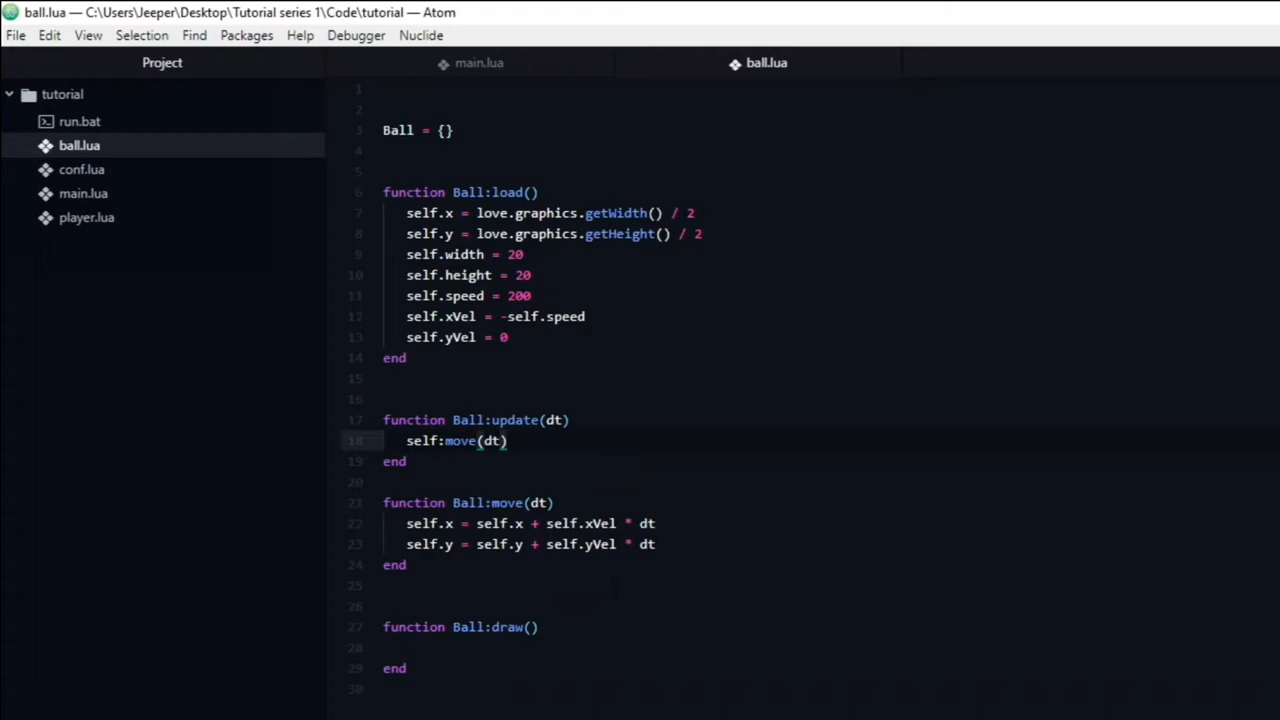 ball.lua — C:\Users\Jeeper\Desktop\Tutorial series 1\Code\tutorial — Atom
File Edit View Selection Find Packages Help Debugger Nuclide
Project main.lua ball.lua
tutorial
run.bat
ball.lua
conf.lua
main.lua
player.lua
1
2
3 Ball = {}
4
5
6 function Ball:load()
7 self.x = love.graphics.getWidth() / 2
8 self.y = love.graphics.getHeight() / 2
9 self.width = 20
10 self.height = 20
11 self.speed = 200
12 self.xVel = -self.speed
13 self.yVel = 0
14 end
15
16
17 function Ball:update(dt)
18 self:move(dt)
19 end
20
21 function Ball:move(dt)
22 self.x = self.x + self.xVel * dt
23 self.y = self.y + self.yVel * dt
24 end
25
26
27 function Ball:draw()
28
29 end
30